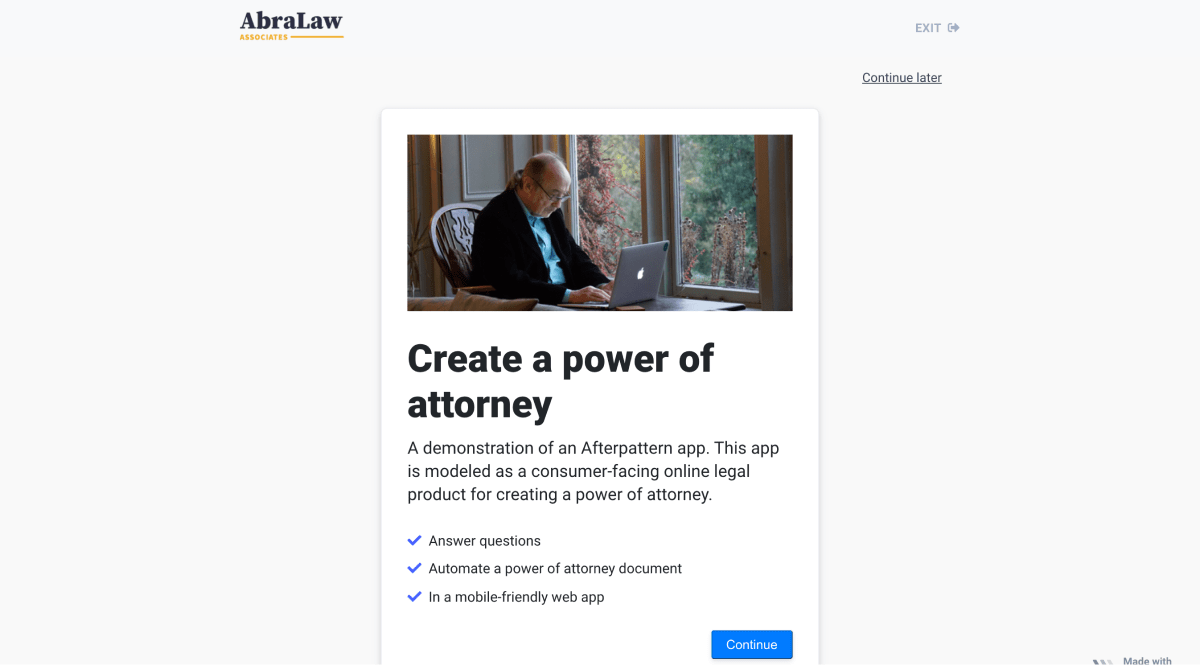 AbraLaw
ASSOCIATES
EXIT
Continue later
Create a power of
attorney
A demonstration of an Afterpattern app. This app
is modeled as a consumer-facing online legal
product for creating a power of attorney.
Answer questions
Automate a power of attorney document
In a mobile-friendly web app
Continue
Made with